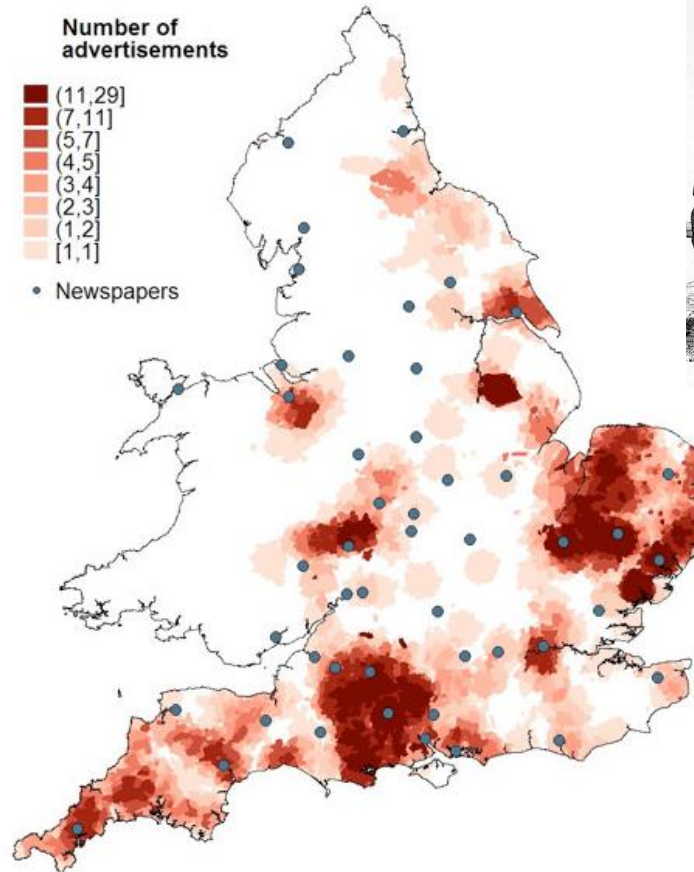 Number of
advertisements
(11,29]
(7,11]
(5,7]
(4,5]
(3,4]
(2,3]
(1,2]
[1,1]
Newspapers